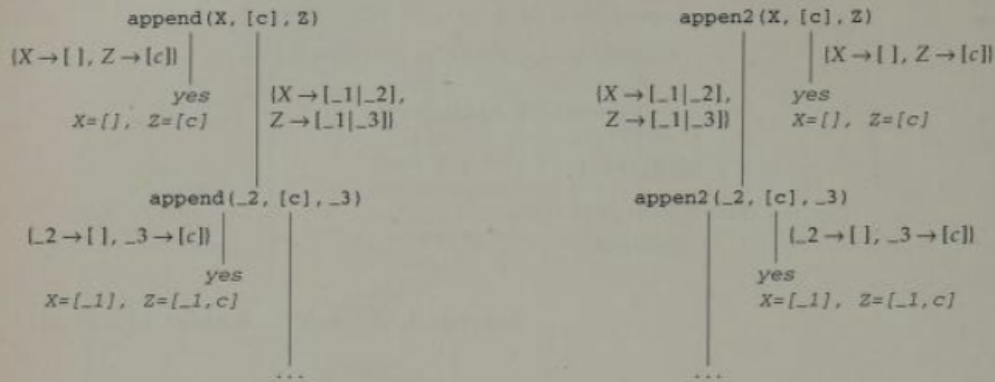 append(X, [c], Z)
{X → [ ], Z → [c]}
yes
X=[], Z=[c]
{X → [_1|_2],
Z → [_1|_3]}
append(_2, [c], _3)
{_2 → [ ], _3 → [c]}
yes
X=[_1], Z=[_1,c]
...
appen2(X, [c], Z)
{X → [_1|_2],
Z → [_1|_3]}
{X → [ ], Z → [c]}
yes
X=[], Z=[c]
appen2(_2, [c], _3)
{_2 → [ ], _3 → [c]}
yes
X=[_1], Z=[_1,c]
...